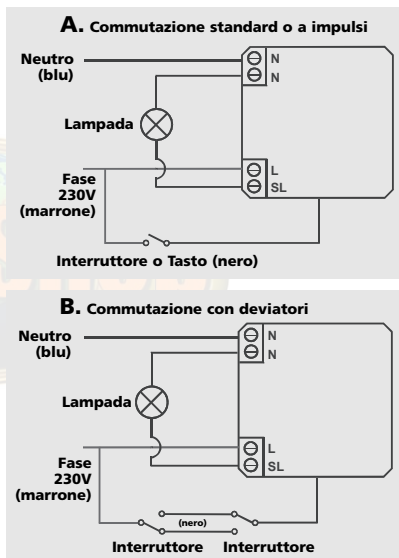 A. Commutazione standard o a impulsi
Neutro
(blu)
N
N
Lampada
L
SL
Fase
230V
(marrone)
Interruttore o Tasto (nero)
B. Commutazione con deviatori
Neutro
(blu)
N
N
Lampada
L
SL
Fase
230V
(marrone)
(nero)
Interruttore Interruttore